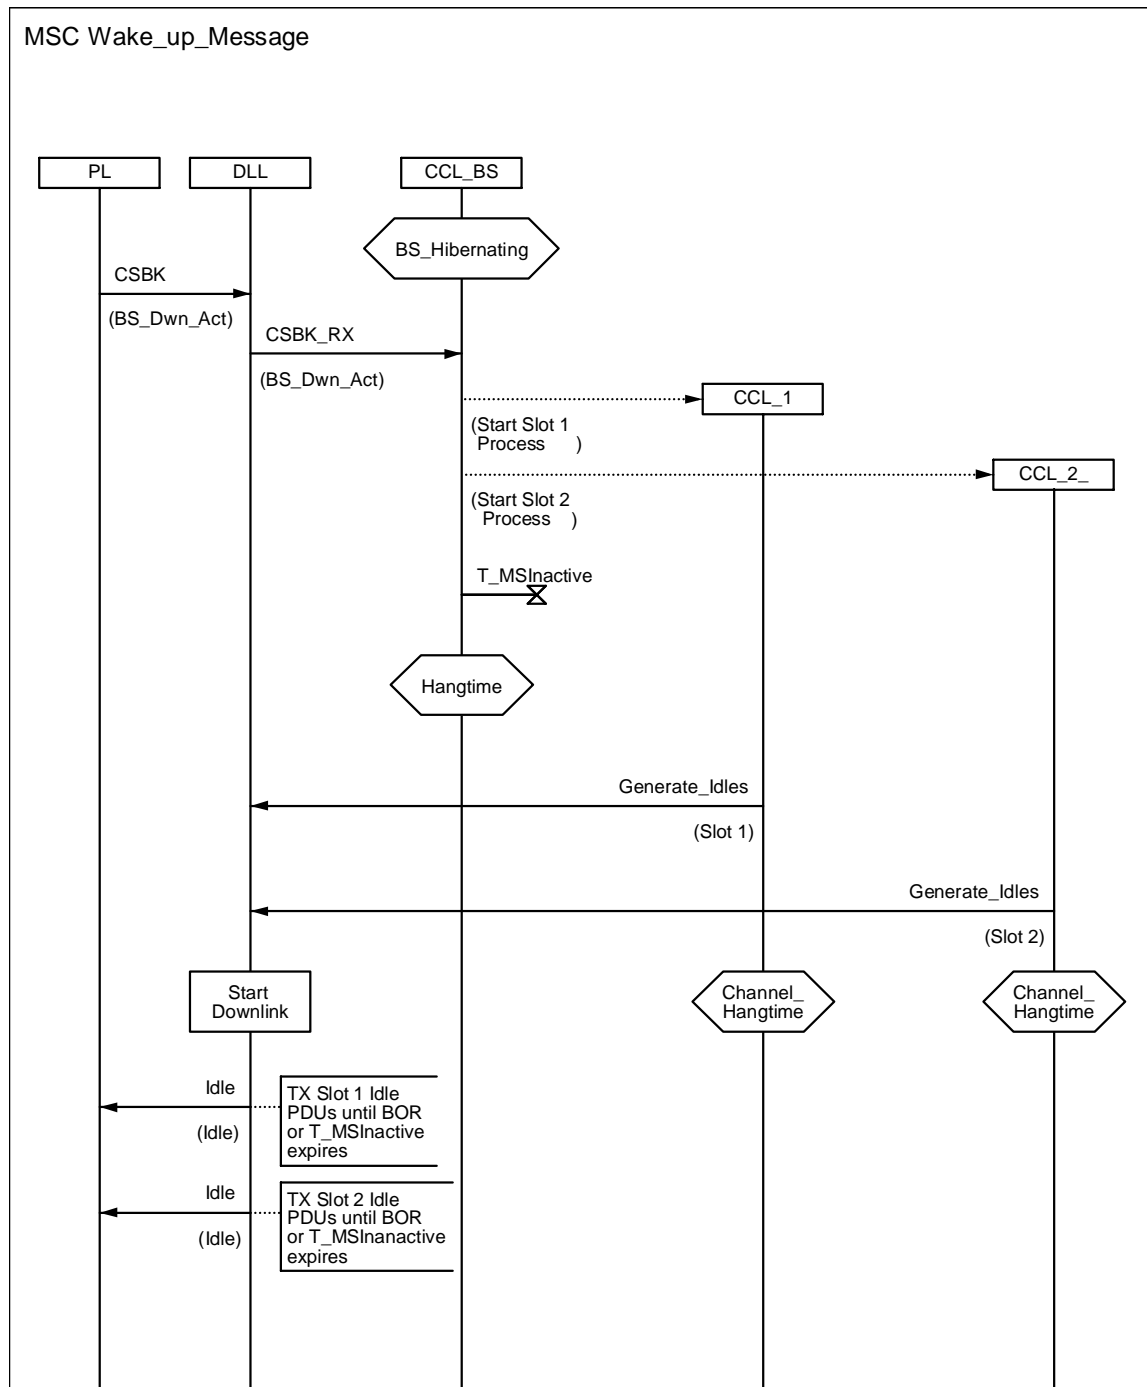 MSC Wake_up_Message
PL
DLL
CCL_BS
BS_Hibernating
CSBK
(BS_Dwn_Act)
CSBK_RX
(BS_Dwn_Act)
CCL_1
(Start Slot 1
Process )
CCL_2_
(Start Slot 2
Process )
T_MSInactive
Hangtime
Generate_Idles
(Slot 1)
Generate_Idles
(Slot 2)
Start
Downlink
Channel_
Hangtime
Channel_
Hangtime
Idle
(Idle)
TX Slot 1 Idle
PDUs until BOR
or T_MSInactive
expires
Idle
(Idle)
TX Slot 2 Idle
PDUs until BOR
or T_MSInanactive
expires